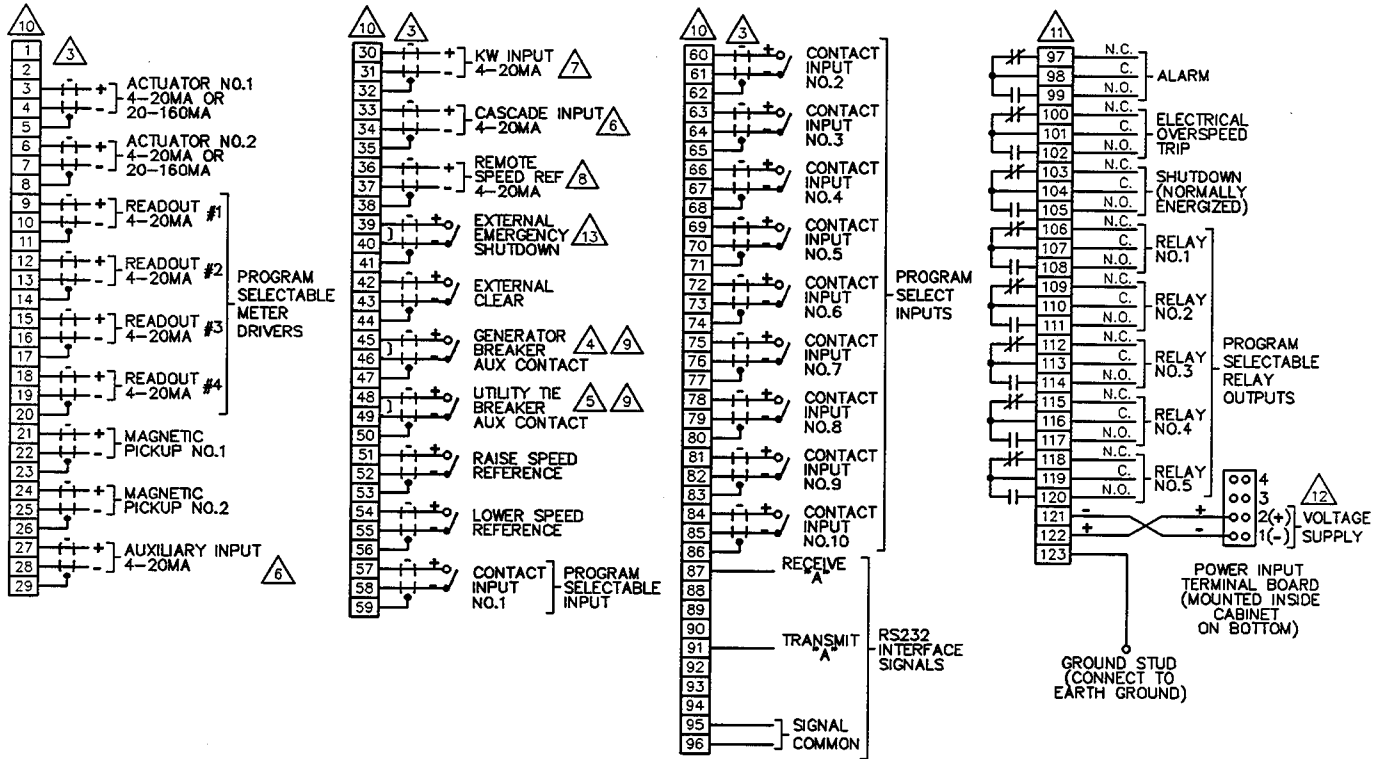 10
3
1
2
3
4
5
6
7
8
9
10
11
12
13
14
15
16
17
18
19
20
21
22
23
24
25
26
27
28
29
+ ACTUATOR NO.1
- 4-20MA OR
20-160MA
+ ACTUATOR NO.2
- 4-20MA OR
20-160MA
+ READOUT #1
- 4-20MA
+ READOUT #2
- 4-20MA
+ READOUT #3
- 4-20MA
+ READOUT #4
- 4-20MA
PROGRAM
SELECTABLE
METER
DRIVERS
+ MAGNETIC
- PICKUP NO.1
+ MAGNETIC
- PICKUP NO.2
+ AUXILIARY INPUT
- 4-20MA
6
10
3
30
31
32
33
34
35
36
37
38
39
40
41
42
43
44
45
46
47
48
49
50
51
52
53
54
55
56
57
58
59
+ KW INPUT
- 4-20MA
7
+ CASCADE INPUT
- 4-20MA
6
+ REMOTE
SPEED REF
- 4-20MA
8
+ EXTERNAL
EMERGENCY
- SHUTDOWN
13
+ EXTERNAL
- CLEAR
+ GENERATOR
- BREAKER
AUX CONTACT
4 9
+ UTILITY TIE
- BREAKER
AUX CONTACT
5 9
+ RAISE SPEED
- REFERENCE
+ LOWER SPEED
- REFERENCE
+ CONTACT
- INPUT
NO.1
PROGRAM
SELECTABLE
INPUT
10
3
60
61
62
63
64
65
66
67
68
69
70
71
72
73
74
75
76
77
78
79
80
81
82
83
84
85
86
87
88
89
90
91
92
93
94
95
96
+ CONTACT
- INPUT
NO.2
+ CONTACT
- INPUT
NO.3
+ CONTACT
- INPUT
NO.4
+ CONTACT
- INPUT
NO.5
+ CONTACT
- INPUT
NO.6
+ CONTACT
- INPUT
NO.7
+ CONTACT
- INPUT
NO.8
+ CONTACT
- INPUT
NO.9
+ CONTACT
- INPUT
NO.10
PROGRAM
SELECT
INPUTS
RECEIVE
"A"
TRANSMIT
"A"
SIGNAL
COMMON
RS232
INTERFACE
SIGNALS
11
97 N.C.
98 C.
99 N.O.
ALARM
100 N.C.
101 C.
102 N.O.
ELECTRICAL
OVERSPEED
TRIP
103 N.C.
104 C.
105 N.O.
SHUTDOWN
(NORMALLY
ENERGIZED)
106 N.C.
107 C.
108 N.O.
RELAY
NO.1
109 N.C.
110 C.
111 N.O.
RELAY
NO.2
112 N.C.
113 C.
114 N.O.
RELAY
NO.3
115 N.C.
116 C.
117 N.O.
RELAY
NO.4
118 N.C.
119 C.
120 N.O.
RELAY
NO.5
PROGRAM
SELECTABLE
RELAY
OUTPUTS
121 - +
122 + -
123
4
3
2(+)
1(-)
12
VOLTAGE
SUPPLY
POWER INPUT
TERMINAL BOARD
(MOUNTED INSIDE
CABINET
ON BOTTOM)
GROUND STUD
(CONNECT TO
EARTH GROUND)